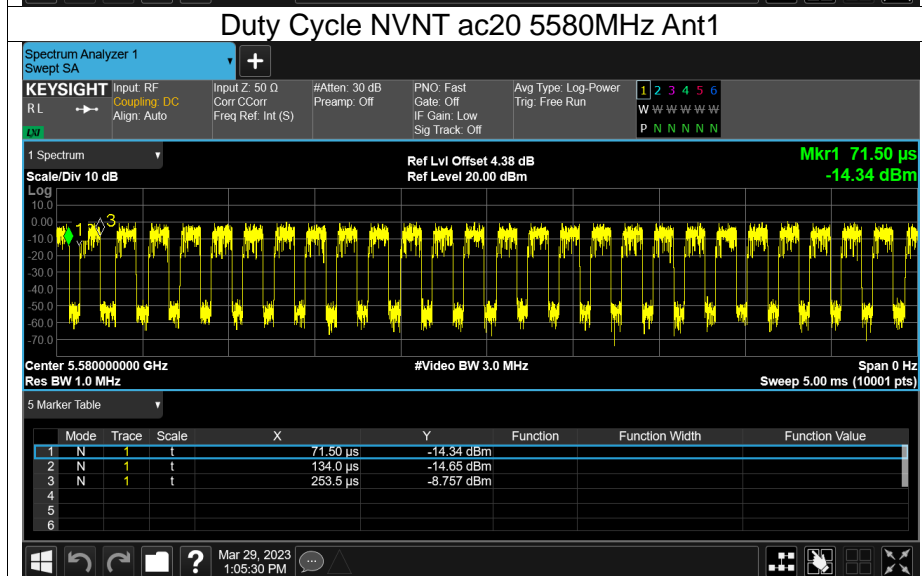 Duty Cycle NVNT ac20 5580MHz Ant1
Spectrum Analyzer 1
Swept SA
+
KEYSIGHT
RL
LXI
Input: RF
Coupling: DC
Align: Auto
Input Z: 50 Ω
Corr CCorr
Freq Ref: Int (S)
#Atten: 30 dB
Preamp: Off
PNO: Fast
Gate: Off
IF Gain: Low
Sig Track: Off
Avg Type: Log-Power
Trig: Free Run
1 2 3 4 5 6
W W W W W W
P N N N N N
1 Spectrum
Scale/Div 10 dB
Ref Lvl Offset 4.38 dB
Ref Level 20.00 dBm
Mkr1 71.50 µs
-14.34 dBm
Log
10.0
0.00
-10.0
-20.0
-30.0
-40.0
-50.0
-60.0
-70.0
1
3
Center 5.580000000 GHz
Res BW 1.0 MHz
#Video BW 3.0 MHz
Span 0 Hz
Sweep 5.00 ms (10001 pts)
5 Marker Table
Mode Trace Scale X Y Function Function Width Function Value
1 N 1 t 71.50 µs -14.34 dBm
2 N 1 t 134.0 µs -14.65 dBm
3 N 1 t 253.5 µs -8.757 dBm
4
5
6
?
Mar 29, 2023
1:05:30 PM